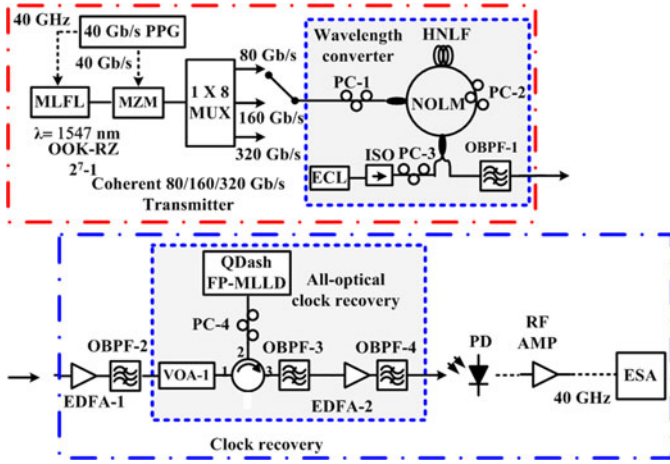 40 GHz
40 Gb/s PPG
40 Gb/s
80 Gb/s
Wavelength
converter
HNLF
PC-1
NOLM
PC-2
MLFL
MZM
1 X 8
MUX
160 Gb/s
λ= 1547 nm
OOK-RZ
2⁷-1
320 Gb/s
Coherent 80/160/320 Gb/s
Transmitter
ECL
ISO
PC-3
OBPF-1
QDash
FP-MLLD
All-optical
clock recovery
PC-4
OBPF-2
OBPF-3
OBPF-4
PD
RF
AMP
VOA-1
1
2
3
ESA
EDFA-1
EDFA-2
40 GHz
Clock recovery